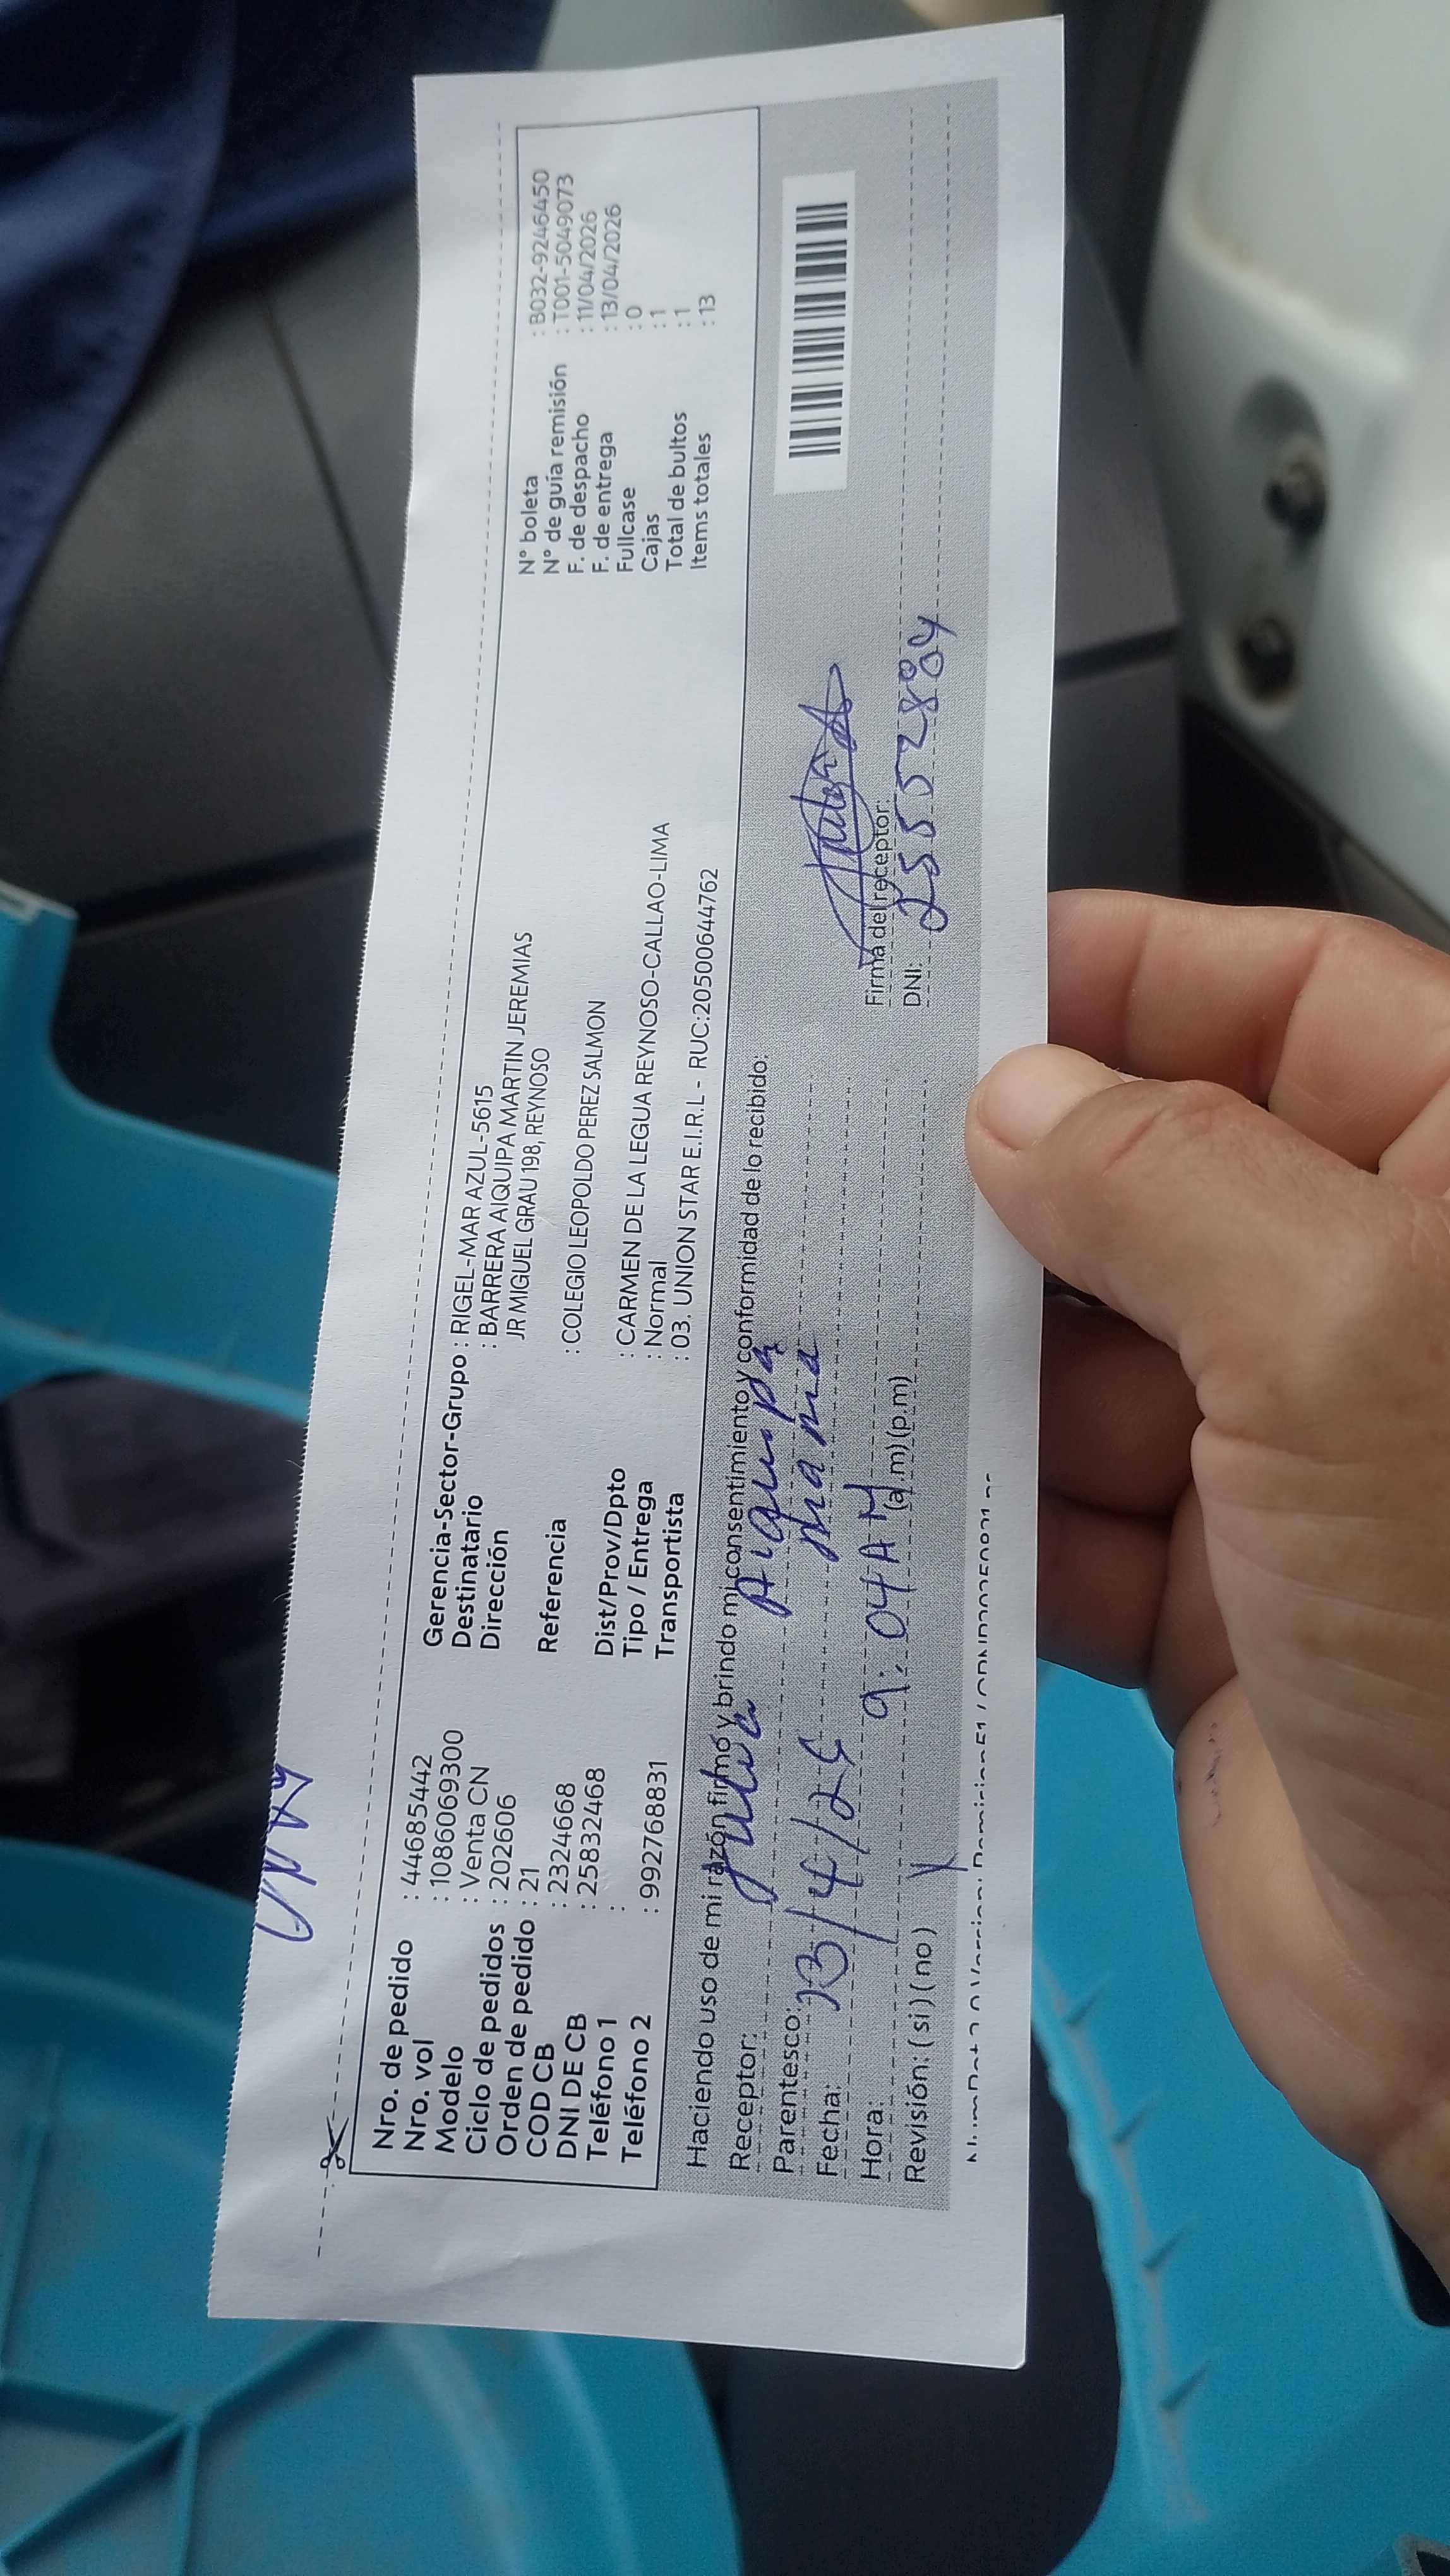 Nro. de pedido : 44685442
Nro. vol : 1086069300
Modelo : Venta CN
Ciclo de pedidos : 202606
Orden de pedido : 21
COD CB : 2324668
DNI DE CB : 25832468
Teléfono 1 :
Teléfono 2 : 992768831
Gerencia-Sector-Grupo : RIGEL-MAR AZUL-5615
Destinatario : BARRERA AIQUIPA MARTIN JEREMIAS
Dirección JR MIGUEL GRAU 198, REYNOSO
Referencia : COLEGIO LEOPOLDO PEREZ SALMON
Dist/Prov/Dpto : CARMEN DE LA LEGUA REYNOSO-CALLAO-LIMA
Tipo / Entrega : Normal
Transportista : 03. UNION STAR E.I.R.L - RUC:20500644762
N° boleta : B032-9246450
N° de guía remisión : T001-5049073
F. de despacho : 11/04/2026
F. de entrega : 13/04/2026
Fullcase : 0
Cajas : 1
Total de bultos : 1
Items totales : 13
Haciendo uso de mi razón firmo y brindo mi consentimiento y conformidad de lo recibido:
Receptor: Julia Aiquipa
Parentesco: mama
Fecha: 13/4/26
Hora: 9:04 AM (a.m) (p.m)
Revisión: (si) (no)
Firma del receptor:
DNI: 25552884